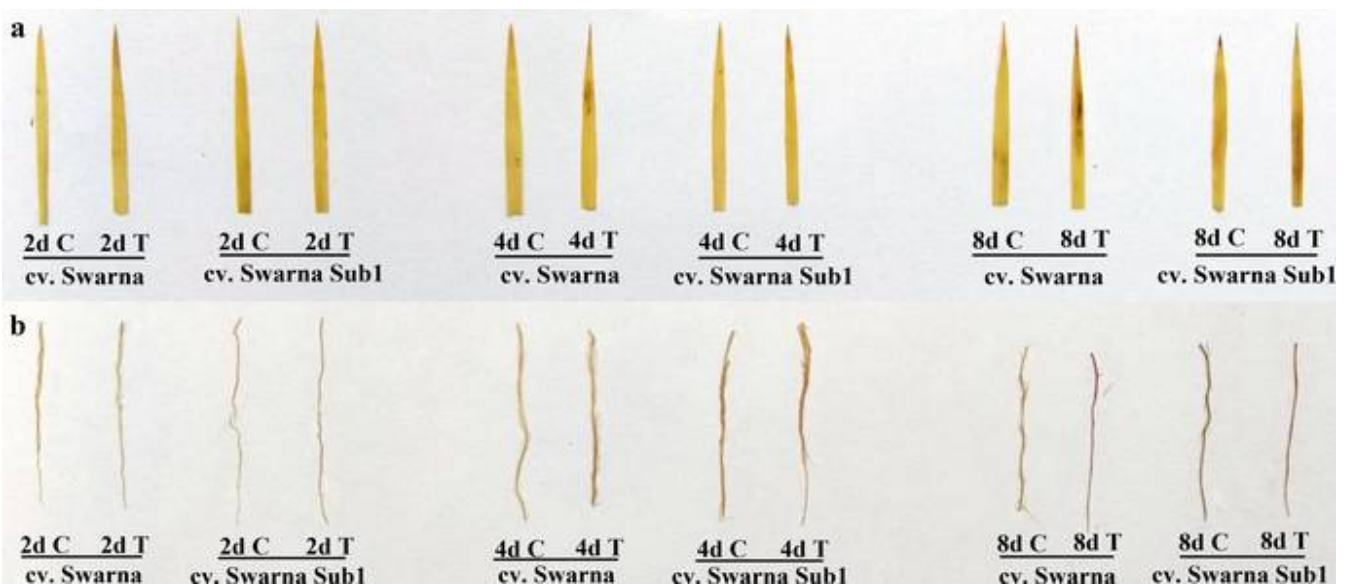 a
2d C 2d T 2d C 2d T 4d C 4d T 4d C 4d T 8d C 8d T 8d C 8d T
cv. Swarna cv. Swarna Sub1 cv. Swarna cv. Swarna Sub1 cv. Swarna cv. Swarna Sub1
b
2d C 2d T 2d C 2d T 4d C 4d T 4d C 4d T 8d C 8d T 8d C 8d T
cv. Swarna cv. Swarna Sub1 cv. Swarna cv. Swarna Sub1 cv. Swarna cv. Swarna Sub1